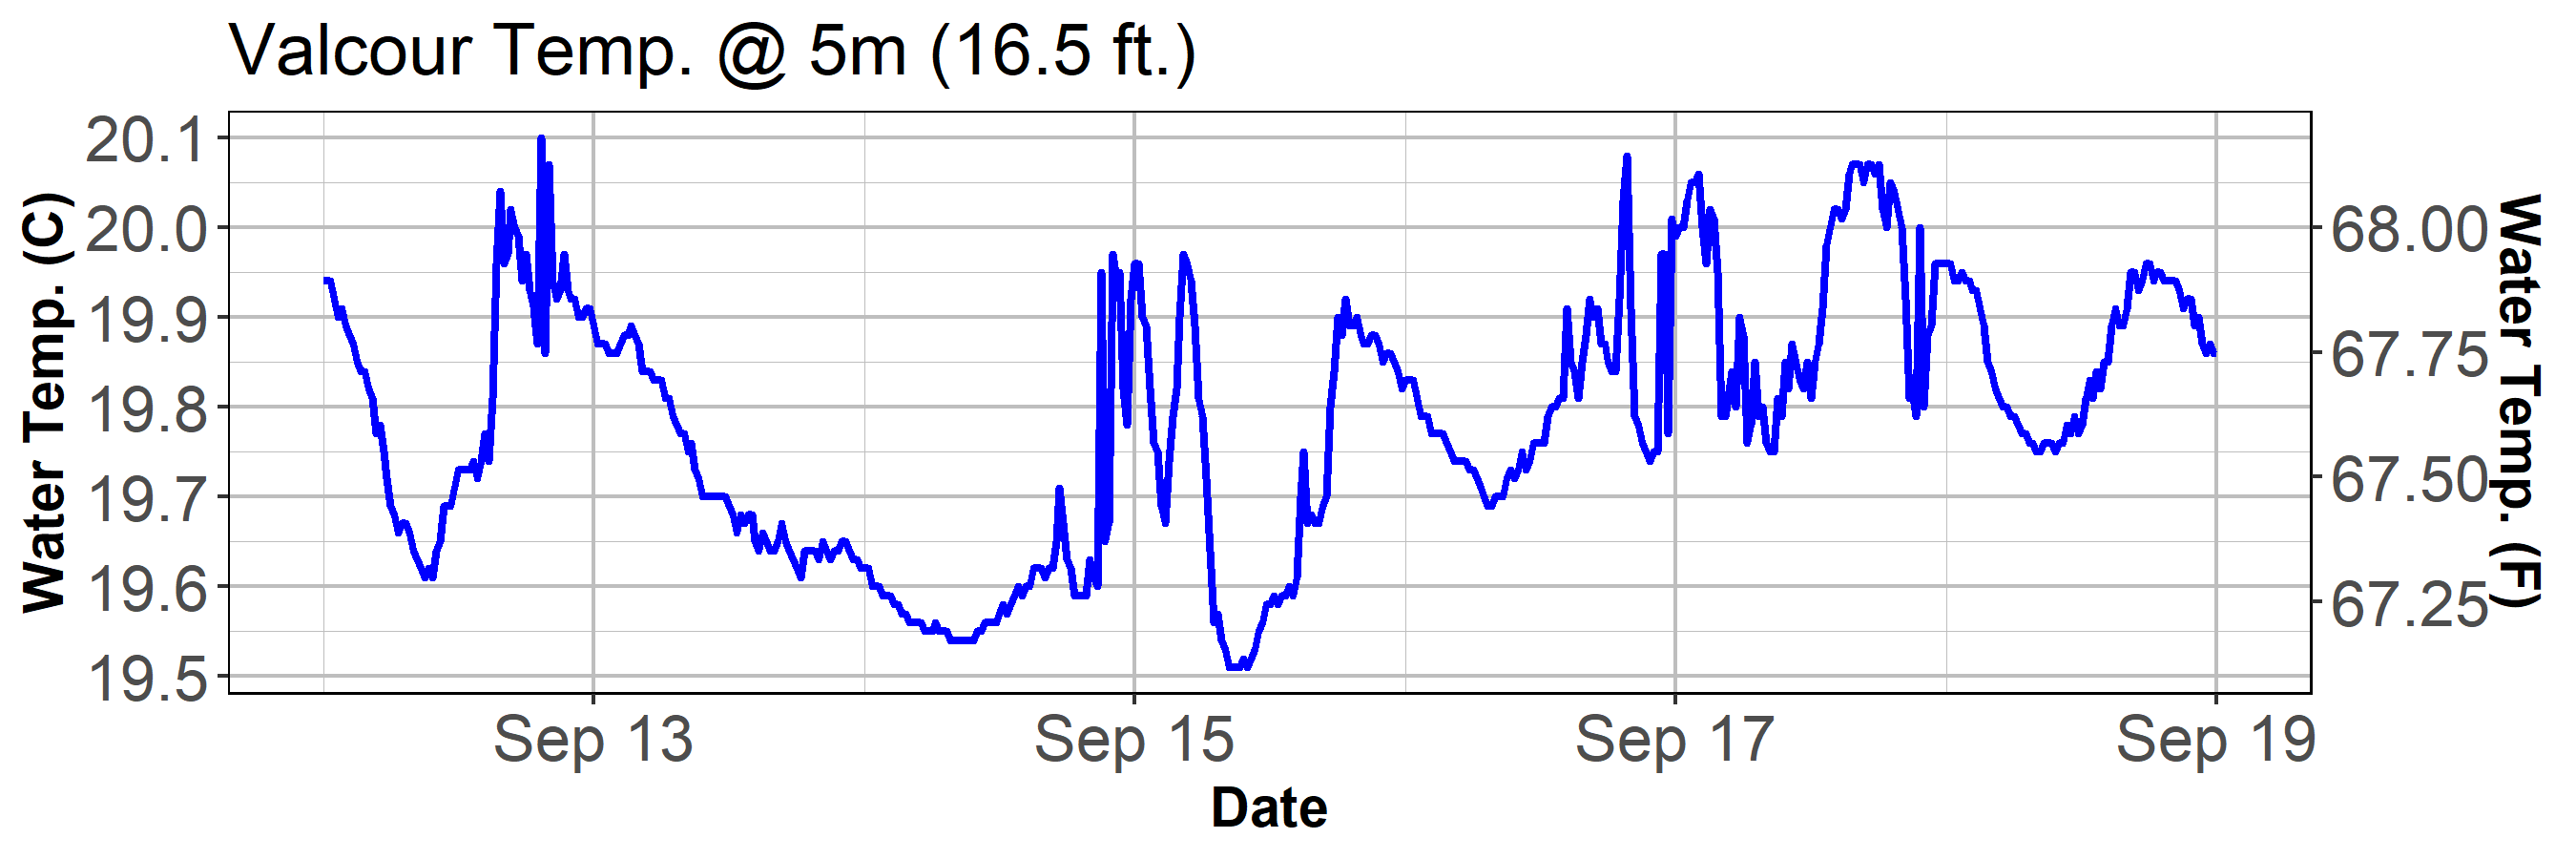 Valcour Temp. @ 5m (16.5 ft.)
Water Temp. (C)
20.1
20.0
19.9
19.8
19.7
19.6
19.5
68.00
67.75
67.50
67.25
Water Temp. (F)
Sep 13
Sep 15
Sep 17
Sep 19
Date